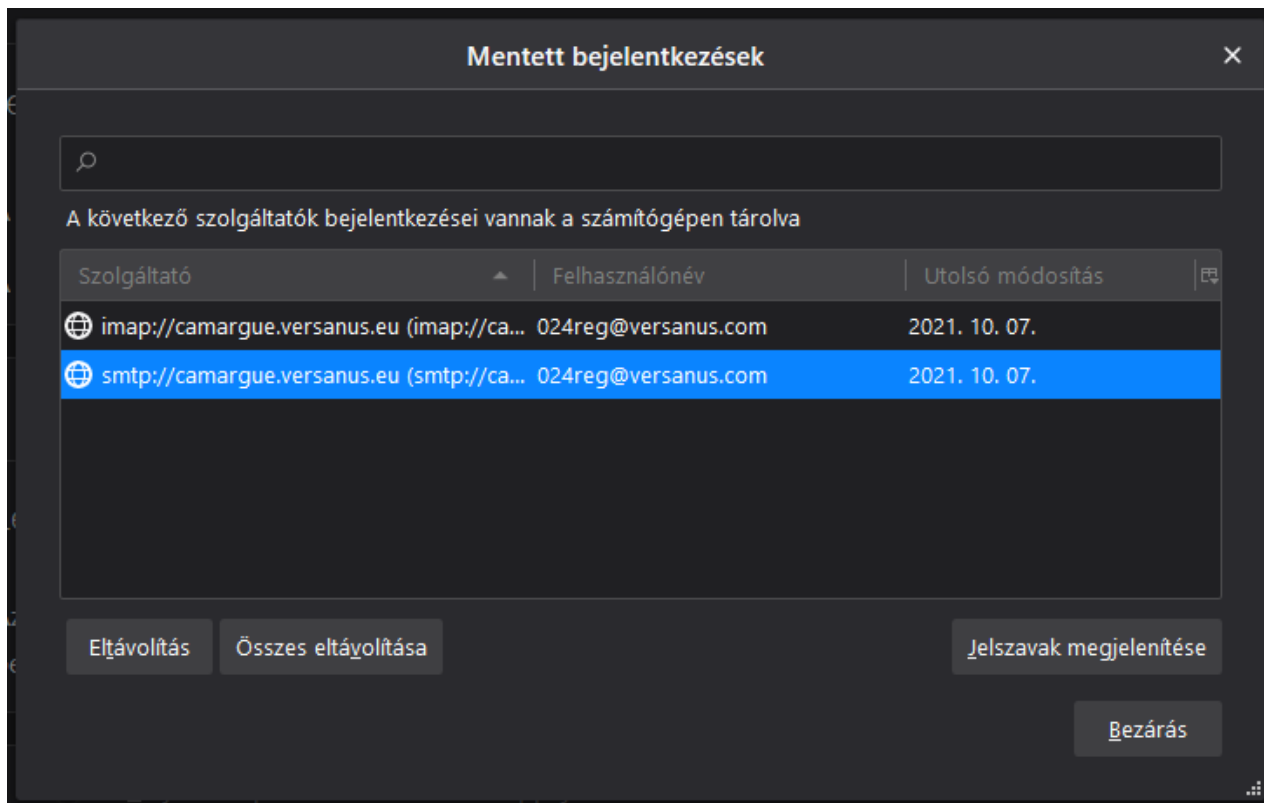 Mentett bejelentkezések
A következő szolgáltatók bejelentkezései vannak a számítógépen tárolva
Szolgáltató Felhasználónév Utolsó módosítás
imap://camargue.versanus.eu (imap://ca... 024reg@versanus.com 2021. 10. 07.
smtp://camargue.versanus.eu (smtp://ca... 024reg@versanus.com 2021. 10. 07.
Eltávolítás Összes eltávolítása Jelszavak megjelenítése
Bezárás